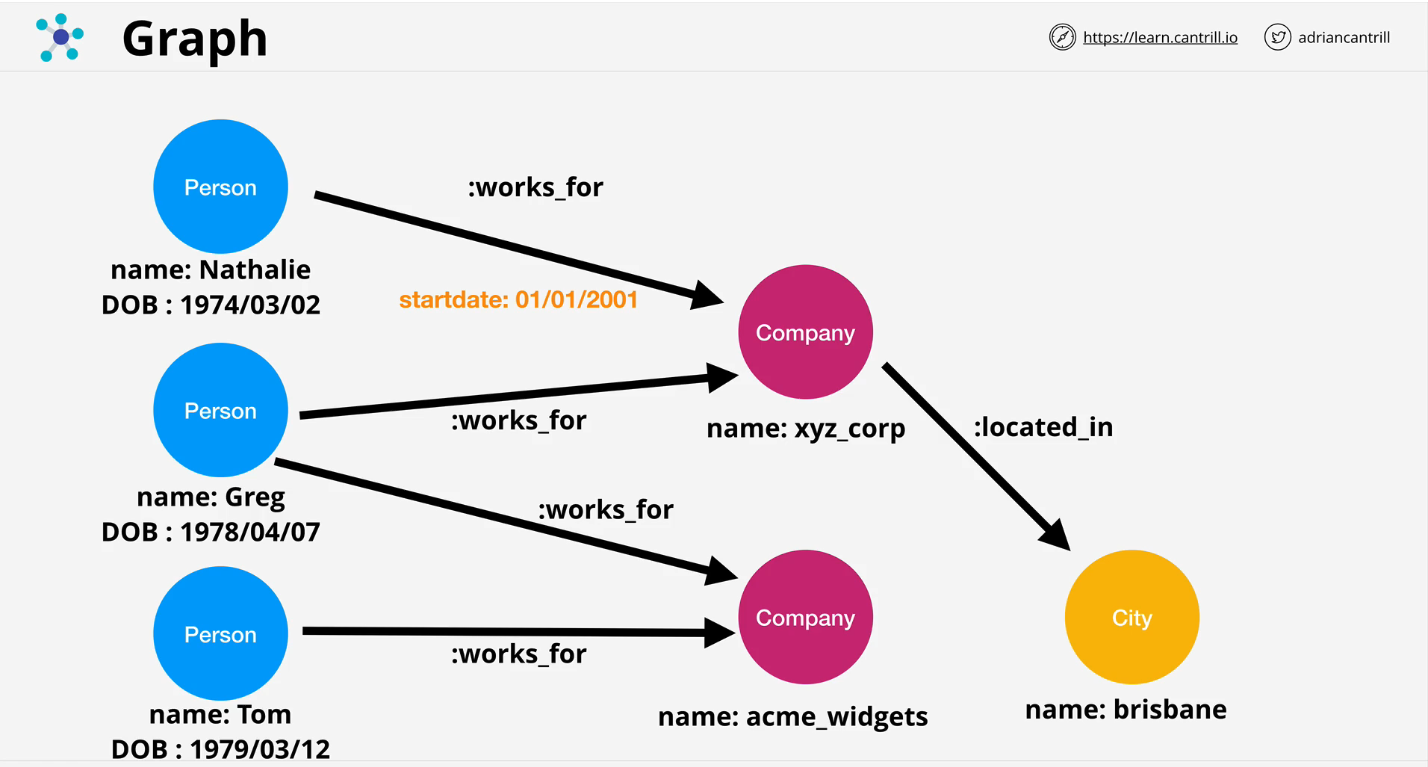 Graph
https://learn.cantrill.io
adriancantrill
Person
name: Nathalie
DOB : 1974/03/02
:works_for
startdate: 01/01/2001
Company
name: xyz_corp
Person
name: Greg
DOB : 1978/04/07
:works_for
:works_for
:located_in
Person
name: Tom
DOB : 1979/03/12
:works_for
Company
name: acme_widgets
City
name: brisbane